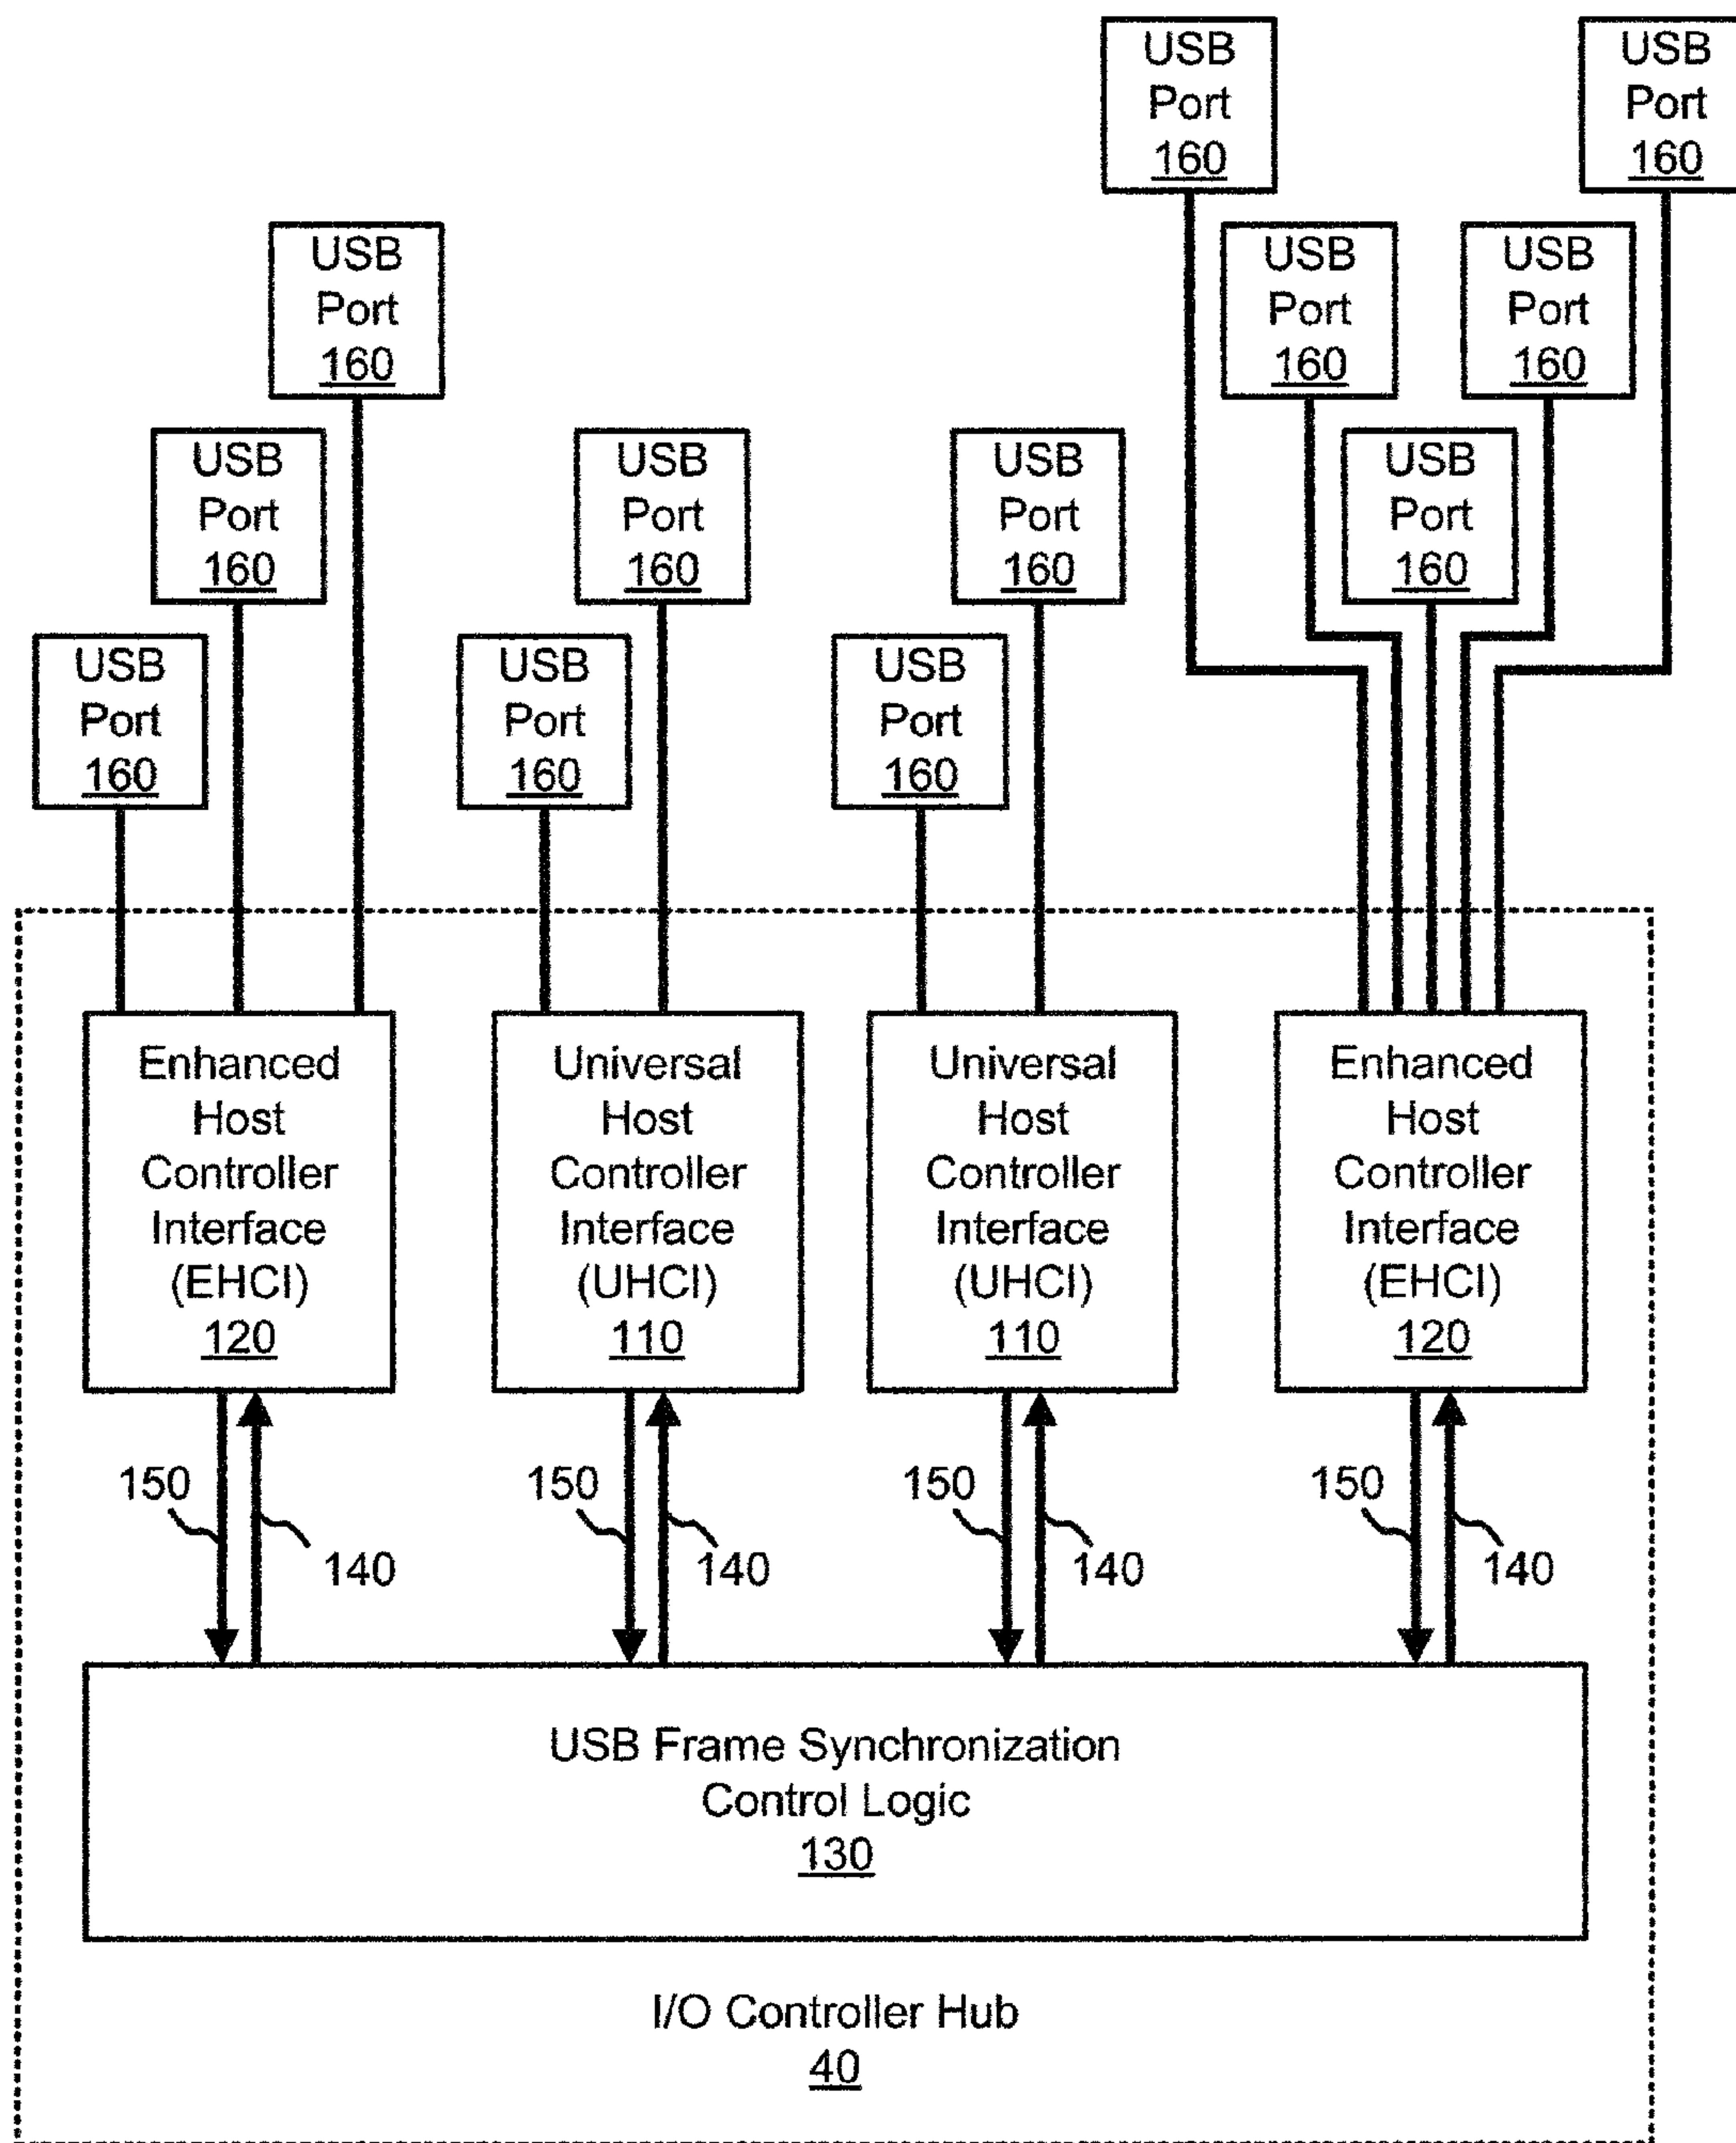 USB
Port
160
USB
Port
160
USB
Port
160
USB
Port
160
USB
Port
160
USB
Port
160
USB
Port
160
USB
Port
160
USB
Port
160
USB
Port
160
USB
Port
160
USB
Port
160
Enhanced
Host
Controller
Interface
(EHCI)
120
Universal
Host
Controller
Interface
(UHCI)
110
Universal
Host
Controller
Interface
(UHCI)
110
Enhanced
Host
Controller
Interface
(EHCI)
120
150
140
150
140
150
140
150
140
USB Frame Synchronization
Control Logic
130
I/O Controller Hub
40